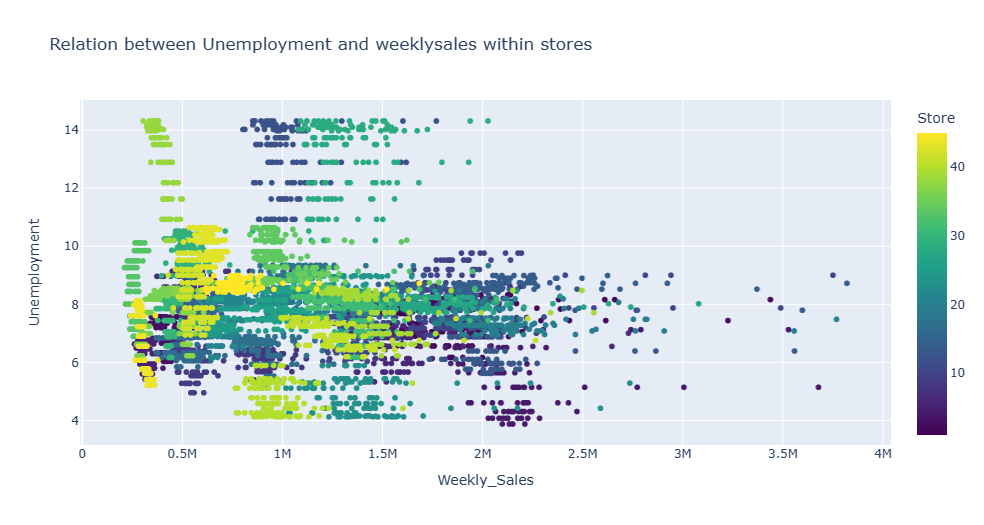 Relation between Unemployment and weeklysales within stores
Store
Unemployment
14
12
10
8
6
4
40
30
20
10
0 0.5M 1M 1.5M 2M 2.5M 3M 3.5M 4M
Weekly_Sales